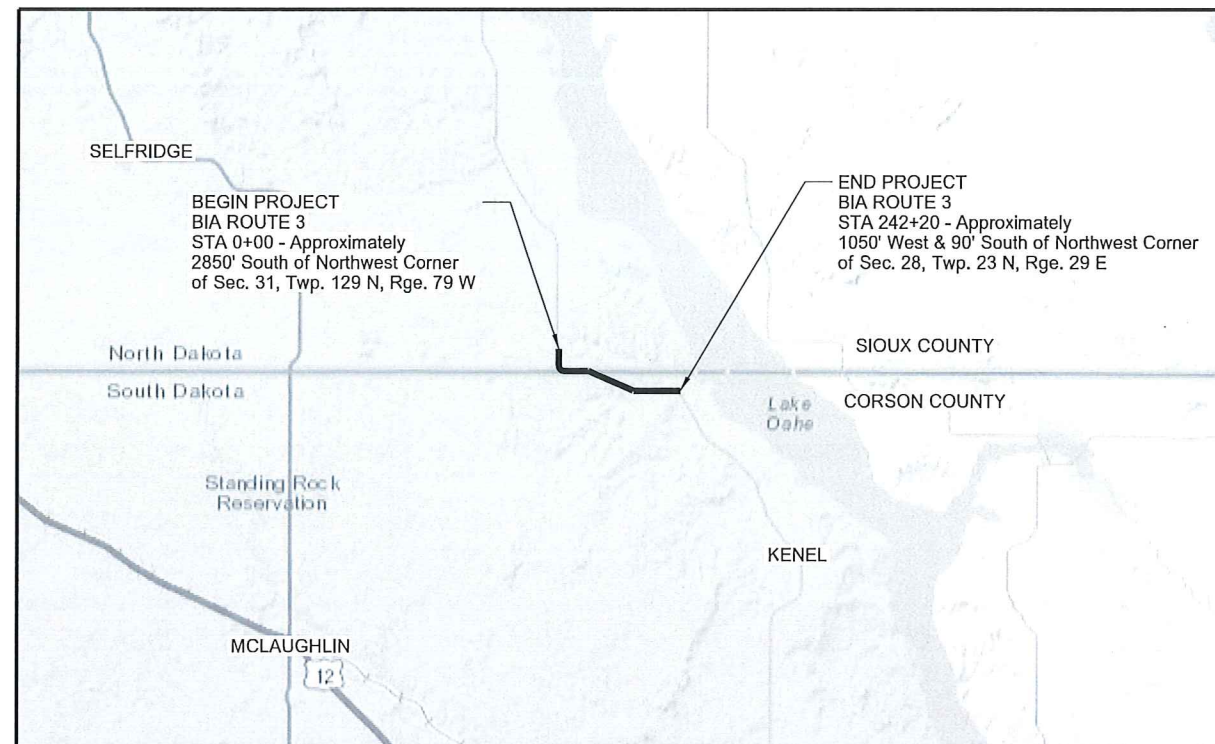 SELFRIDGE
BEGIN PROJECT
BIA ROUTE 3
STA 0+00 - Approximately
2850' South of Northwest Corner
of Sec. 31, Twp. 129 N, Rge. 79 W
END PROJECT
BIA ROUTE 3
STA 242+20 - Approximately
1050' West & 90' South of Northwest Corner
of Sec. 28, Twp. 23 N, Rge. 29 E
North Dakota
South Dakota
SIOUX COUNTY
CORSON COUNTY
Lake
Oahe
Standing Rock
Reservation
KENEL
MCLAUGHLIN
12